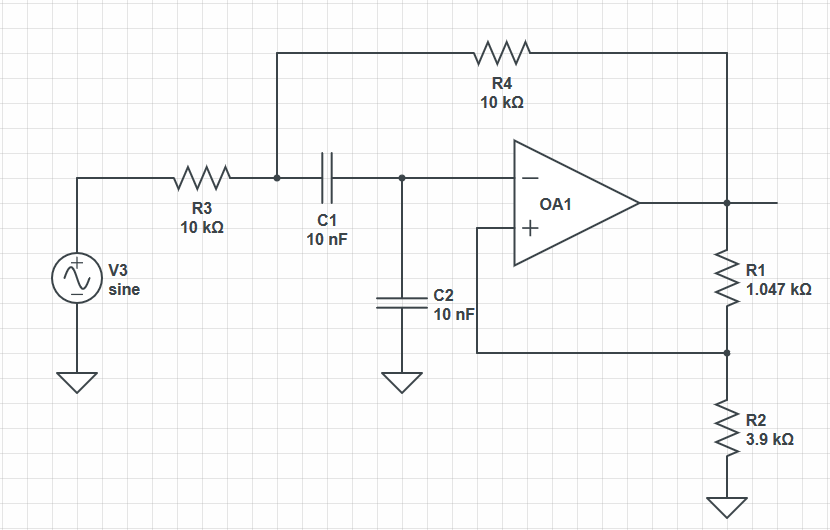 R4
10 kΩ
R3
10 kΩ
C1
10 nF
−
OA1
+
V3
sine
+
−
C2
10 nF
R1
1.047 kΩ
R2
3.9 kΩ